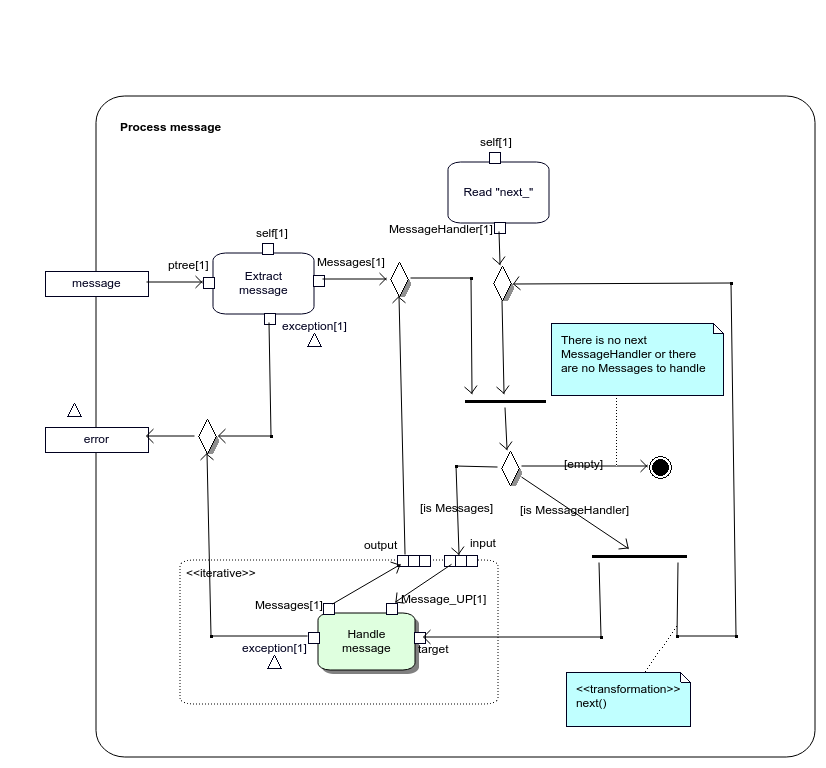 Process message
self[1]
Read "next_"
MessageHandler[1]
self[1]
ptree[1]
Messages[1]
message
Extract
message
exception[1]
There is no next
MessageHandler or there
are no Messages to handle
error
[empty]
[is Messages]
[is MessageHandler]
output
input
<<iterative>>
Messages[1]
Message_UP[1]
Handle
message
exception[1]
target
<<transformation>>
next()